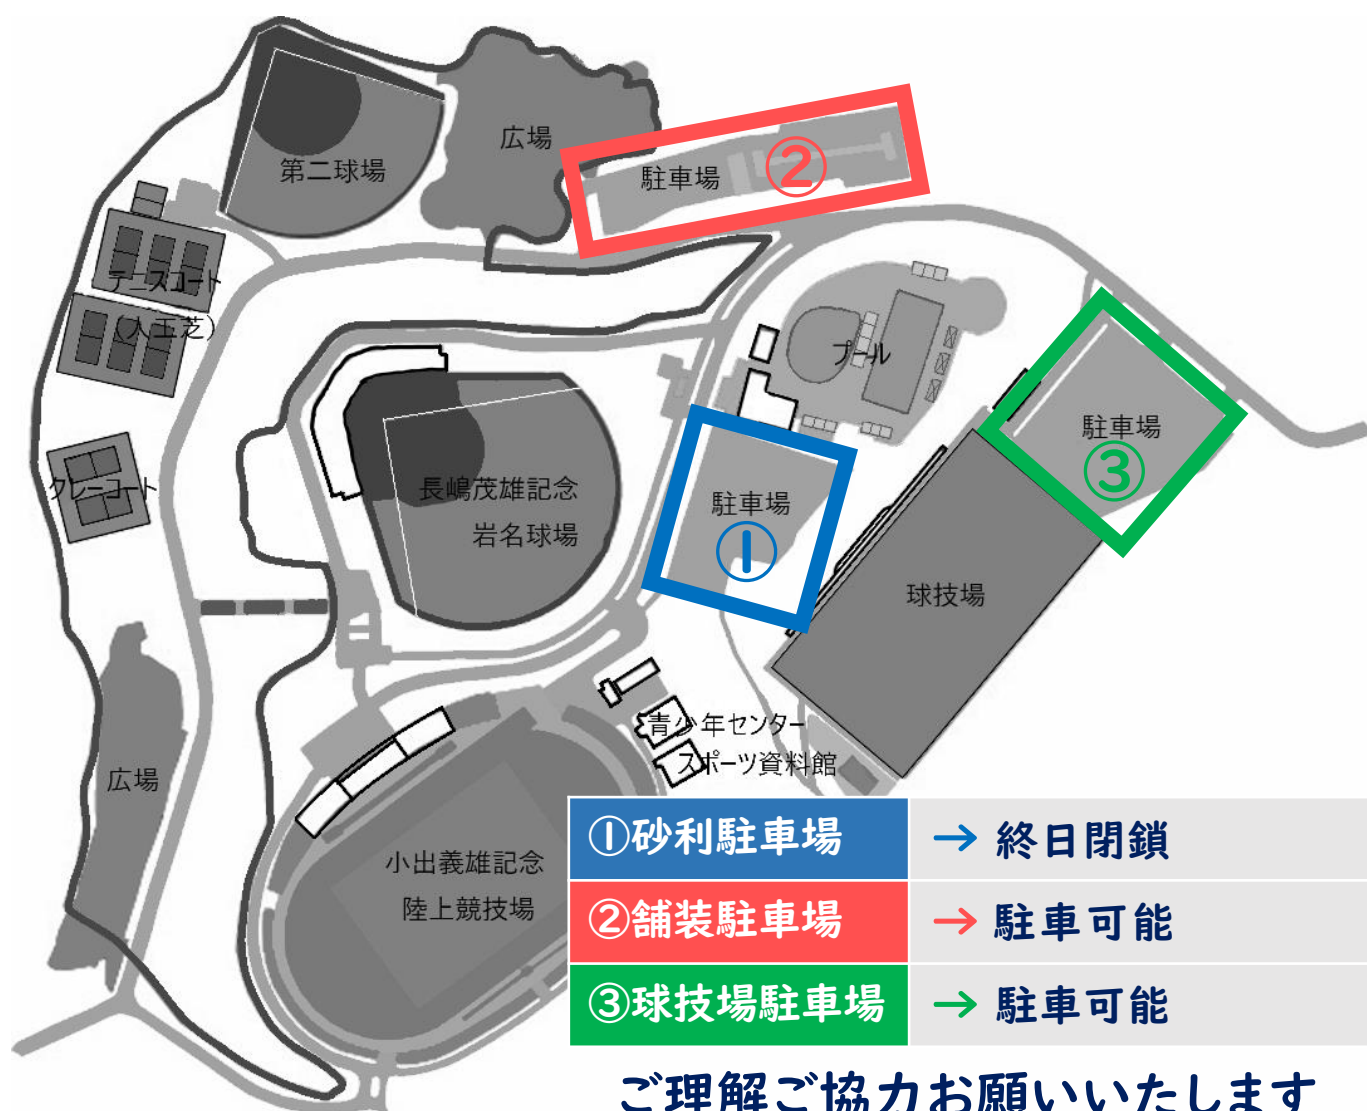 広場
第二球場
駐車場
②
テニスコート
(人工芝)
プール
駐車場
③
クレーコート
長嶋茂雄記念
岩名球場
駐車場
①
球技場
青少年センター
スポーツ資料館
広場
小出義雄記念
陸上競技場
①砂利駐車場 → 終日閉鎖
②舗装駐車場 → 駐車可能
③球技場駐車場 → 駐車可能
ご理解ご協力お願いいたします